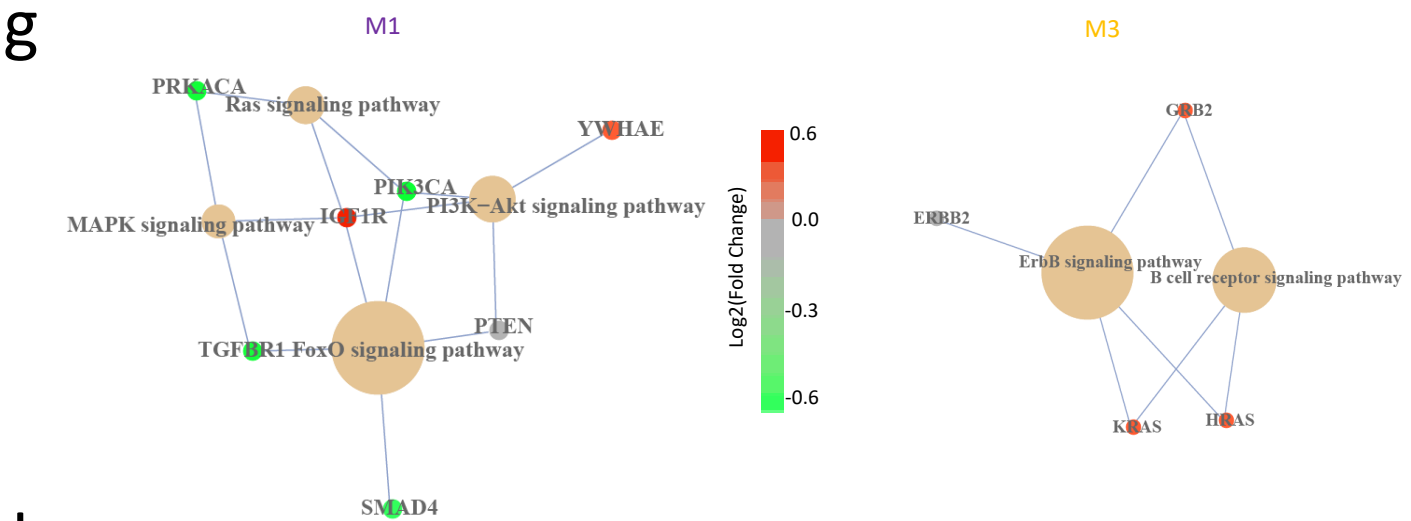 g
M1
M3
PRKACA
Ras signaling pathway
YWHAE
PIK3CA
IGF1R
PI3K−Akt signaling pathway
MAPK signaling pathway
PTEN
TGFBR1
FoxO signaling pathway
SMAD4
Log2(Fold Change)
0.6
0.0
-0.3
-0.6
GRB2
ERBB2
ErbB signaling pathway
B cell receptor signaling pathway
KRAS
HRAS